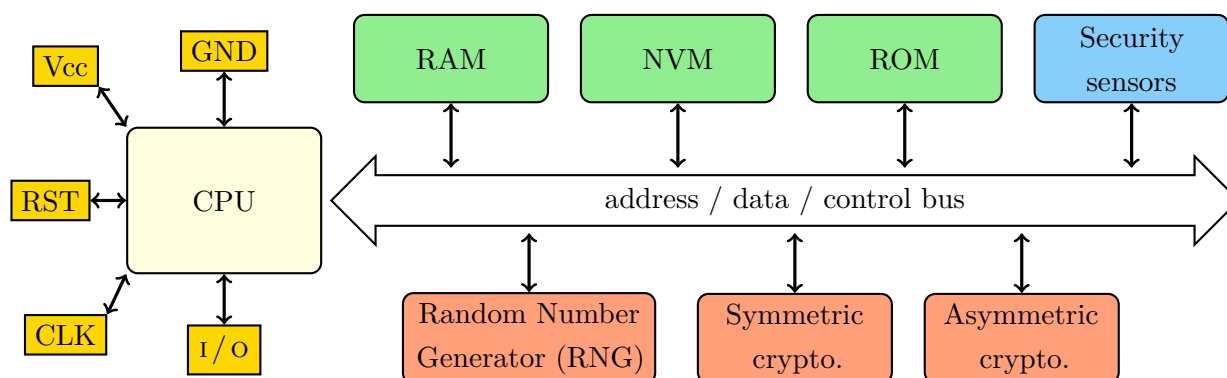 GND
Vcc
RST
CPU
CLK
I/O
RAM
NVM
ROM
Security
sensors
address / data / control bus
Random Number
Generator (RNG)
Symmetric
crypto.
Asymmetric
crypto.